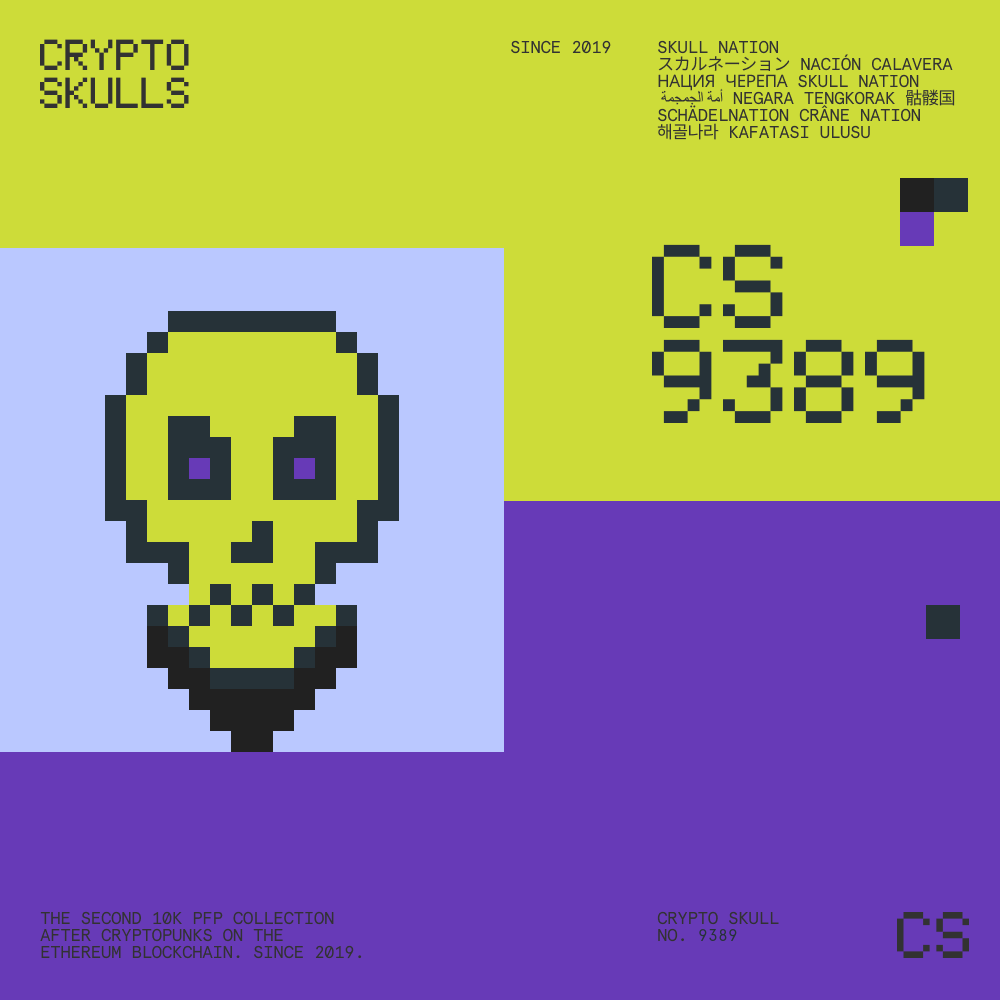 CRYPTO
SKULLS
SINCE 2019
SKULL NATION
スカルネーション NACIÓN CALAVERA
НАЦИЯ ЧЕРЕПА SKULL NATION
أمة الجمجمة NEGARA TENGKORAK 骷髅国
SCHÄDELNATION CRÂNE NATION
해골나라 KAFATASI ULUSU
CS
9389
THE SECOND 10K PFP COLLECTION
AFTER CRYPTOPUNKS ON THE
ETHEREUM BLOCKCHAIN. SINCE 2019.
CRYPTO SKULL
NO. 9389
CS